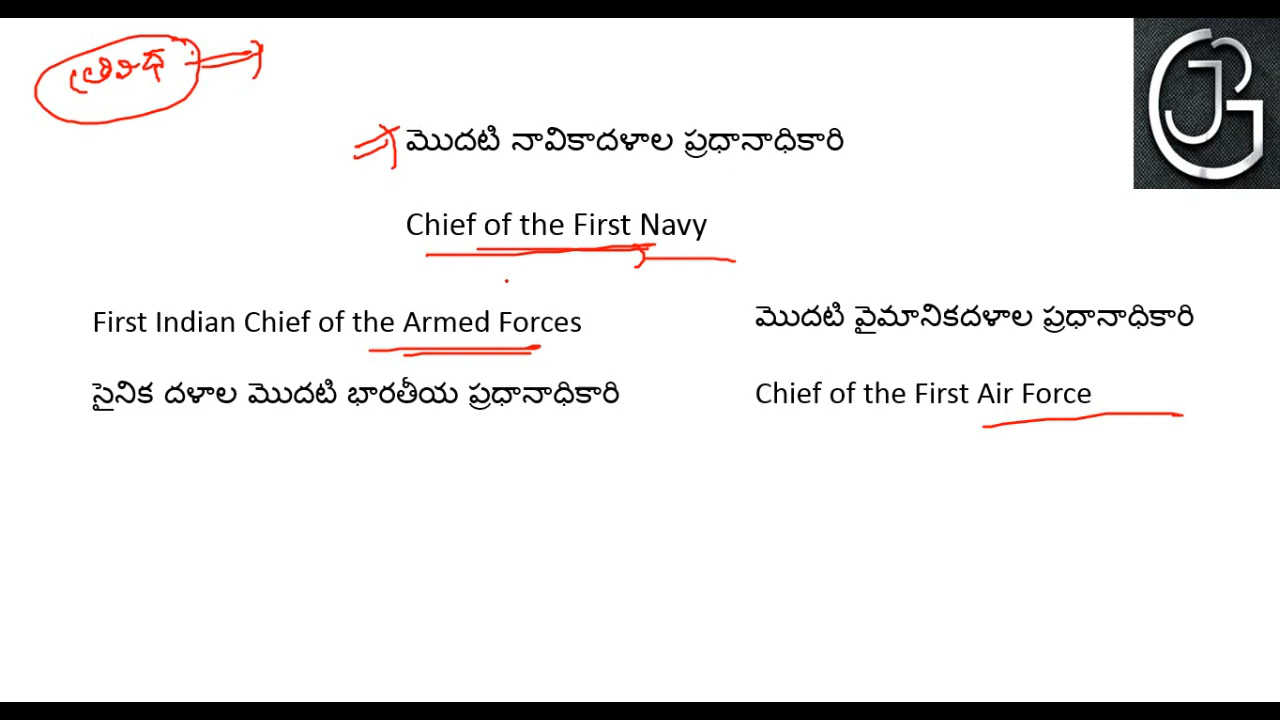 త్రివిధ
మొదటి నావికాదళాల ప్రధానాధికారి
Chief of the First Navy
First Indian Chief of the Armed Forces
సైనిక దళాల మొదటి భారతీయ ప్రధానాధికారి
మొదటి వైమానికదళాల ప్రధానాధికారి
Chief of the First Air Force